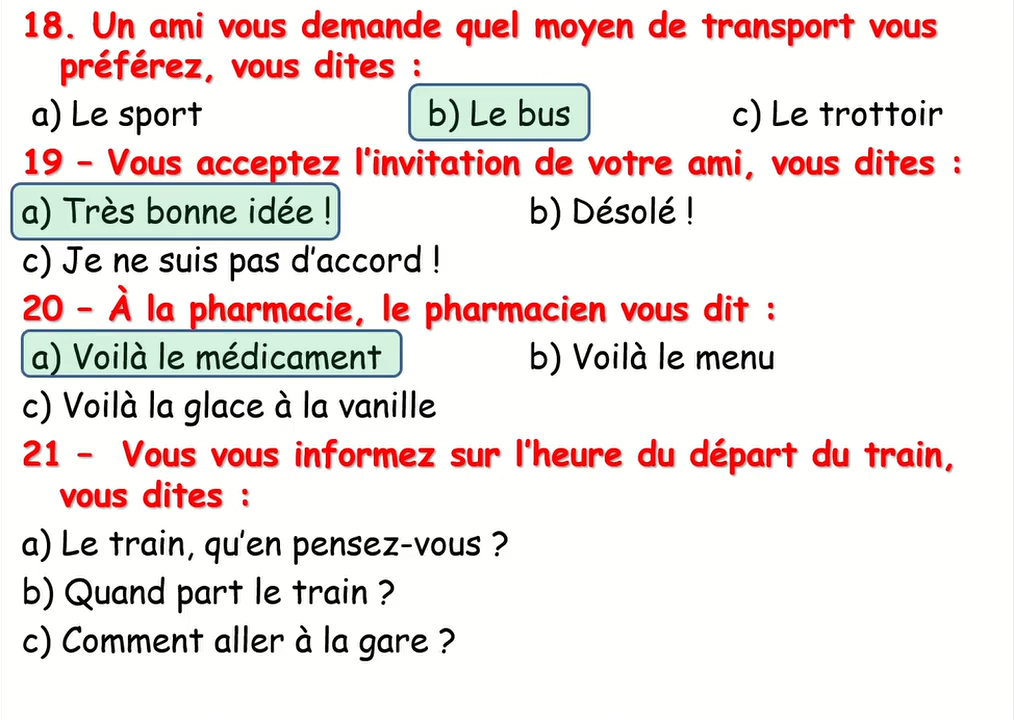 18. Un ami vous demande quel moyen de transport vous
préférez, vous dites :
a) Le sport b) Le bus c) Le trottoir
19 – Vous acceptez l'invitation de votre ami, vous dites :
a) Très bonne idée ! b) Désolé !
c) Je ne suis pas d'accord !
20 – À la pharmacie, le pharmacien vous dit :
a) Voilà le médicament b) Voilà le menu
c) Voilà la glace à la vanille
21 – Vous vous informez sur l'heure du départ du train,
vous dites :
a) Le train, qu'en pensez-vous ?
b) Quand part le train ?
c) Comment aller à la gare ?